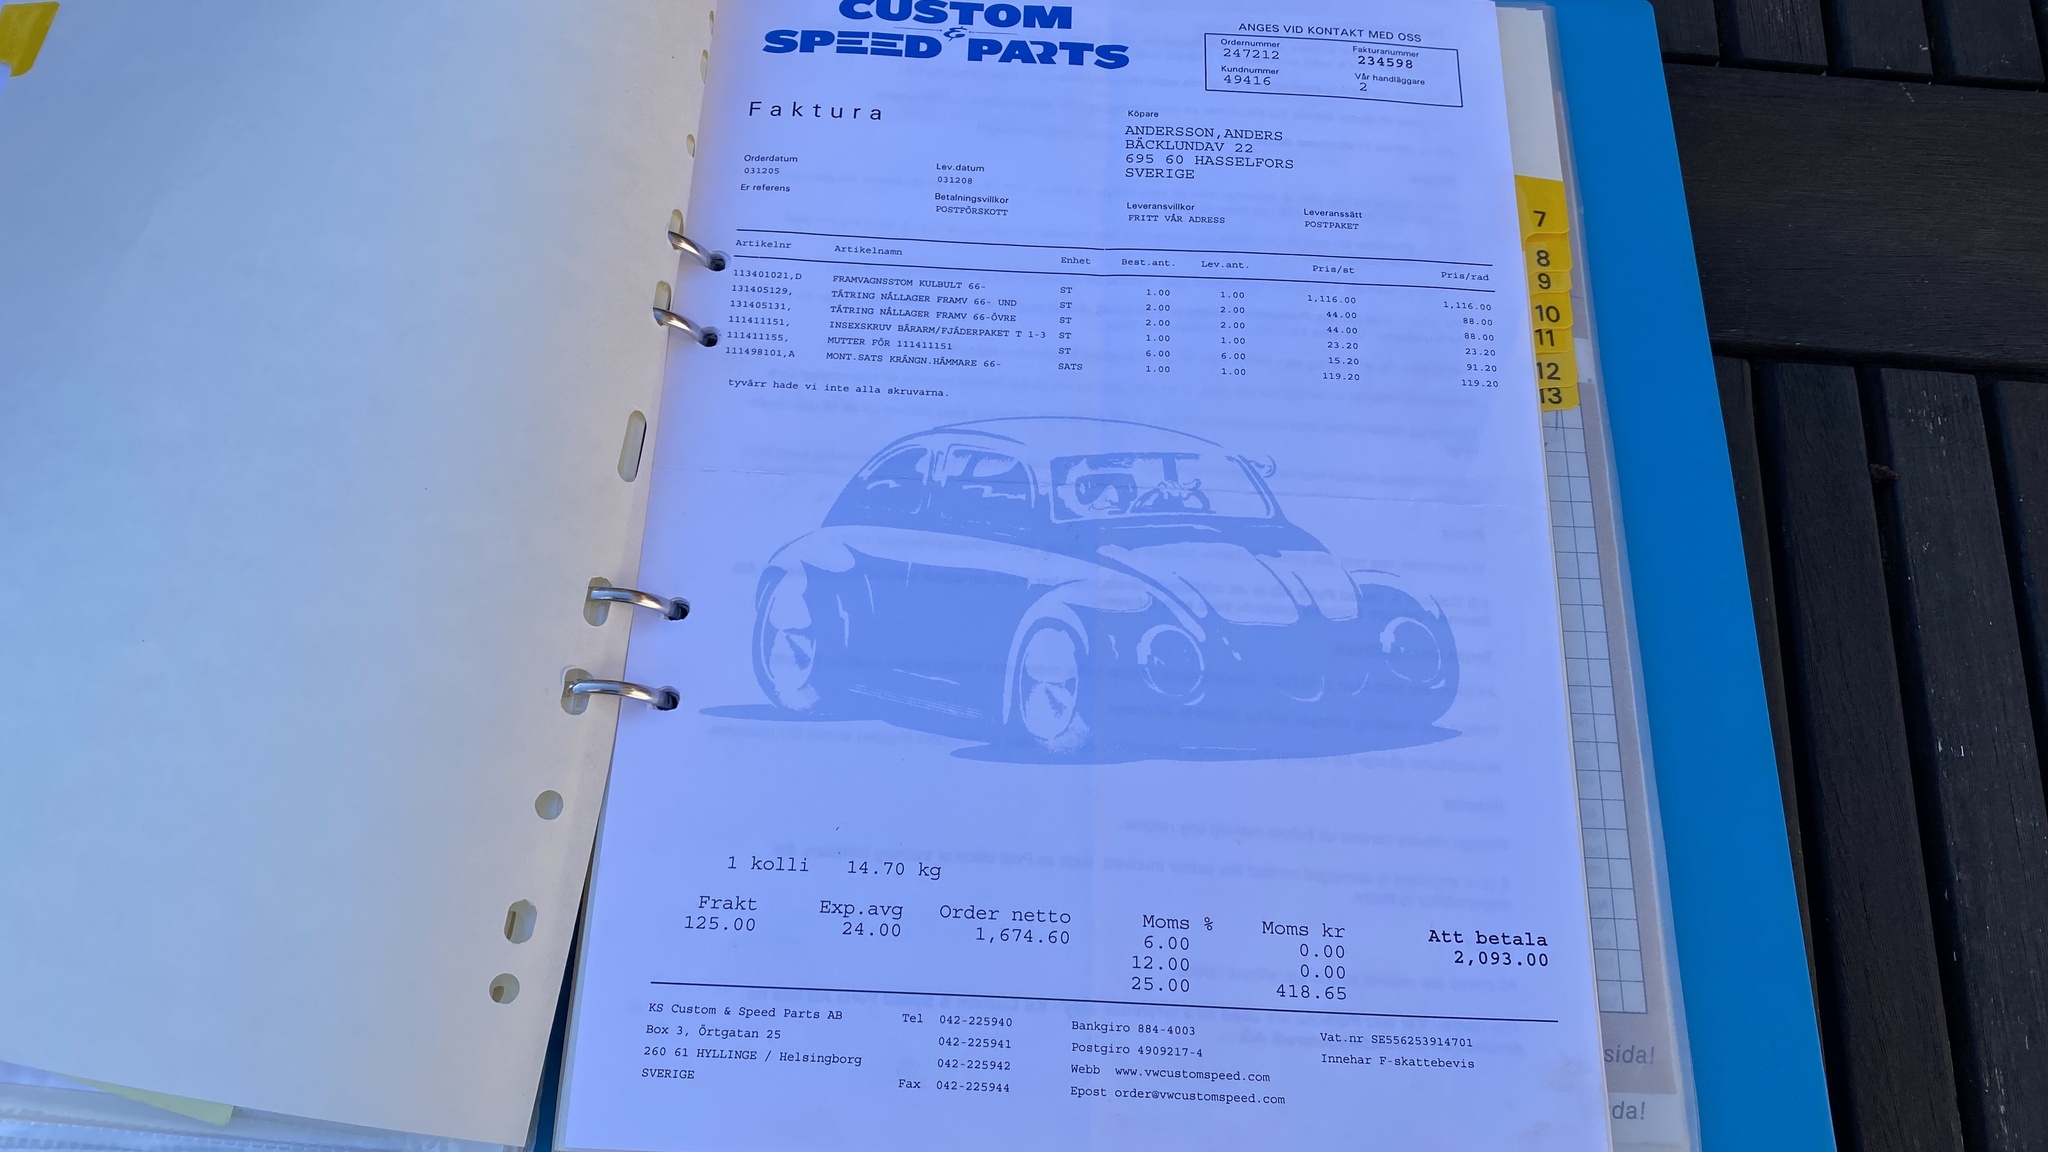 CUSTOM
&
SPEED PARTS
ANGES VID KONTAKT MED OSS
Ordernummer Fakturanummer
247212 234598
Kundnummer Vår handläggare
49416 2
Faktura
Köpare
ANDERSSON,ANDERS
BÄCKLUNDAV 22
695 60 HASSELFORS
SVERIGE
Orderdatum Lev.datum
031205 031208
Er referens Betalningsvillkor Leveransvillkor Leveranssätt
POSTFÖRSKOTT FRITT VÅR ADRESS POSTPAKET
Artikelnr Artikelnamn Enhet Best.ant. Lev.ant. Pris/st Pris/rad
113401021,D FRAMVAGNSSTOM KULBULT 66- ST 1.00 1.00 1,116.00 1,116.00
131405129, TÄTRING NÅLLAGER FRAMV 66- UND ST 2.00 2.00 44.00 88.00
131405131, TÄTRING NÅLLAGER FRAMV 66-ÖVRE ST 2.00 2.00 44.00 88.00
111411151, INSEXSKRUV BÄRARM/FJÄDERPAKET T 1-3 ST 1.00 1.00 23.20 23.20
111411155, MUTTER FÖR 111411151 ST 6.00 6.00 15.20 91.20
111498101,A MONT.SATS KRÄNGN.HÄMMARE 66- SATS 1.00 1.00 119.20 119.20
tyvärr hade vi inte alla skruvarna.
1 kolli 14.70 kg
Frakt Exp.avg Order netto Moms % Moms kr Att betala
125.00 24.00 1,674.60 6.00 0.00 2,093.00
12.00 0.00
25.00 418.65
KS Custom & Speed Parts AB Tel 042-225940 Bankgiro 884-4003 Vat.nr SE556253914701
Box 3, Örtgatan 25 042-225941 Postgiro 4909217-4 Innehar F-skattebevis
260 61 HYLLINGE / Helsingborg 042-225942 Webb www.vwcustomspeed.com
SVERIGE Fax 042-225944 Epost order@vwcustomspeed.com
7
8
9
10
11
12
13
sida!
da!